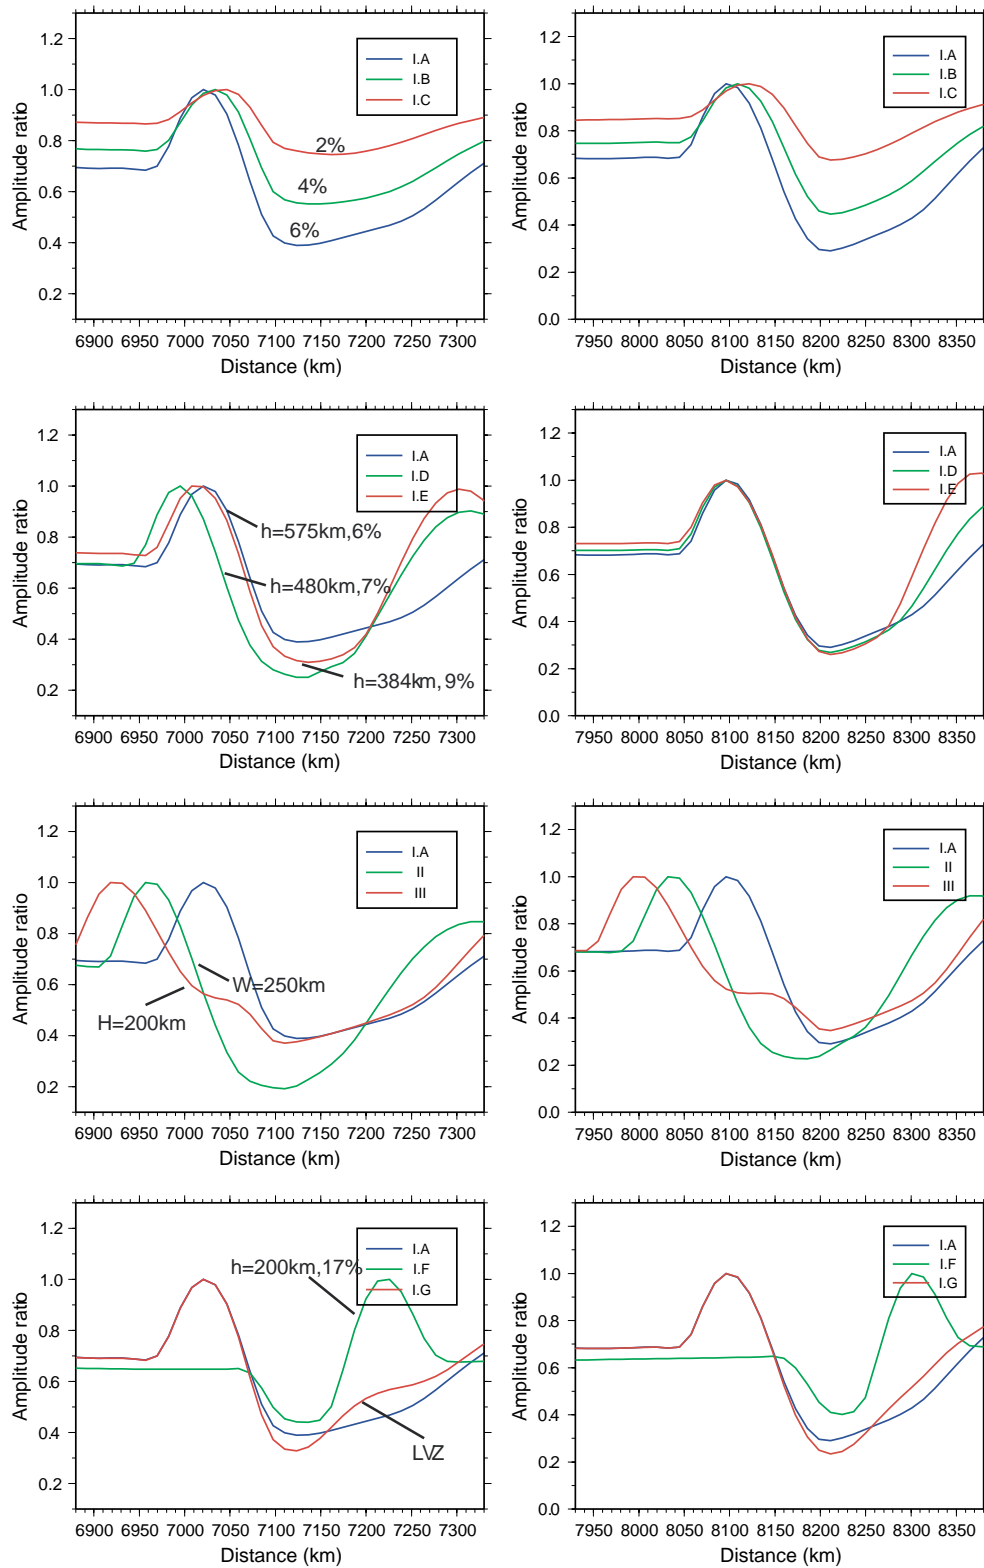 1.2
1.0
0.8
0.6
0.4
0.2
Amplitude ratio
I.A
I.B
I.C
2%
4%
6%
6900 6950 7000 7050 7100 7150 7200 7250 7300
Distance (km)
1.2
1.0
0.8
0.6
0.4
0.2
0.0
Amplitude ratio
I.A
I.B
I.C
7950 8000 8050 8100 8150 8200 8250 8300 8350
Distance (km)
1.2
1.0
0.8
0.6
0.4
0.2
Amplitude ratio
I.A
I.D
I.E
h=575km,6%
h=480km,7%
h=384km,9%
6900 6950 7000 7050 7100 7150 7200 7250 7300
Distance (km)
1.2
1.0
0.8
0.6
0.4
0.2
0.0
Amplitude ratio
I.A
I.D
I.E
7950 8000 8050 8100 8150 8200 8250 8300 8350
Distance (km)
1.2
1.0
0.8
0.6
0.4
0.2
Amplitude ratio
I.A
II
III
W=250km
H=200km
6900 6950 7000 7050 7100 7150 7200 7250 7300
Distance (km)
1.2
1.0
0.8
0.6
0.4
0.2
0.0
Amplitude ratio
I.A
II
III
7950 8000 8050 8100 8150 8200 8250 8300 8350
Distance (km)
1.2
1.0
0.8
0.6
0.4
0.2
Amplitude ratio
I.A
I.F
I.G
h=200km,17%
LVZ
6900 6950 7000 7050 7100 7150 7200 7250 7300
Distance (km)
1.2
1.0
0.8
0.6
0.4
0.2
0.0
Amplitude ratio
I.A
I.F
I.G
7950 8000 8050 8100 8150 8200 8250 8300 8350
Distance (km)